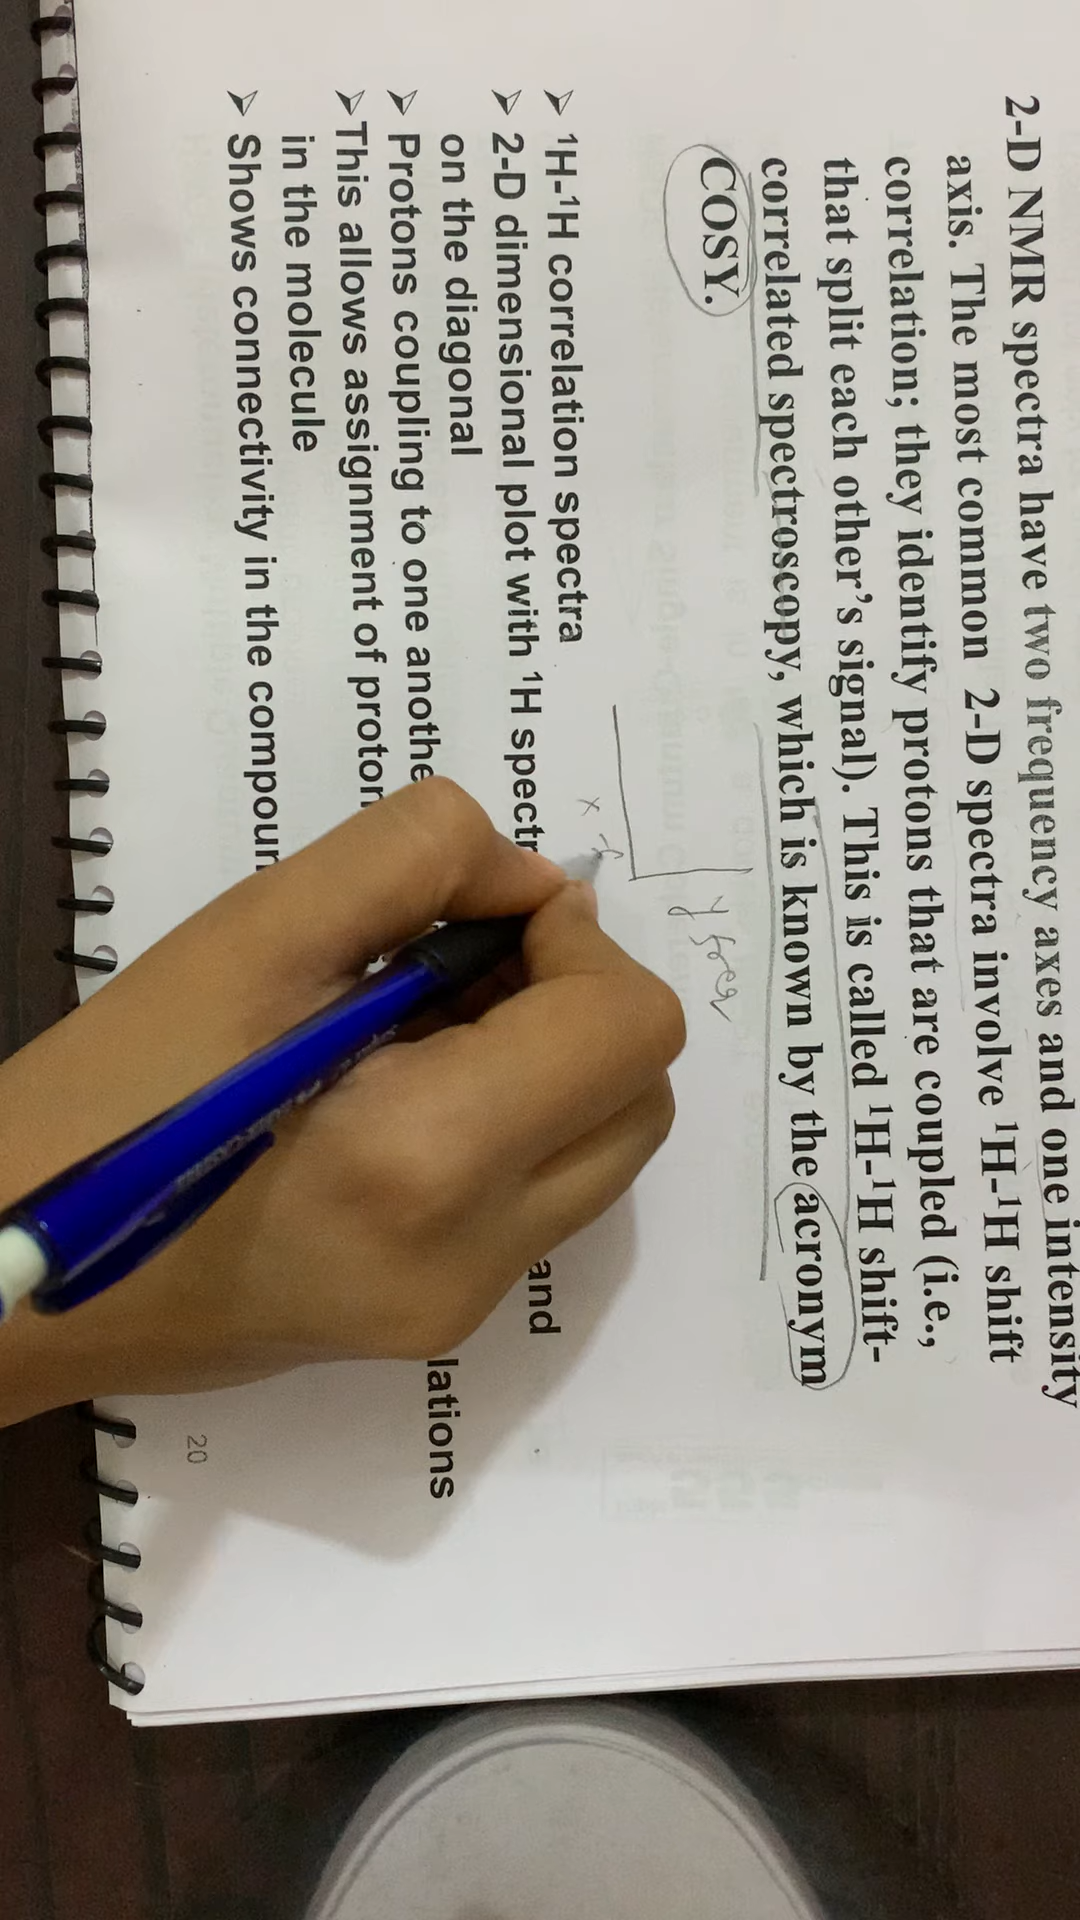 2-D NMR spectra have two frequency axes and one intensity
axis. The most common 2-D spectra involve ¹H-¹H shift
correlation; they identify protons that are coupled (i.e.,
that split each other's signal). This is called ¹H-¹H shift-
correlated spectroscopy, which is known by the acronym
COSY.
y freq
x f
➢ ¹H-¹H correlation spectra
➢ 2-D dimensional plot with ¹H spectr and
on the diagonal
➢ Protons coupling to one anothe lations
➢ This allows assignment of proton
in the molecule
➢ Shows connectivity in the compoun
20